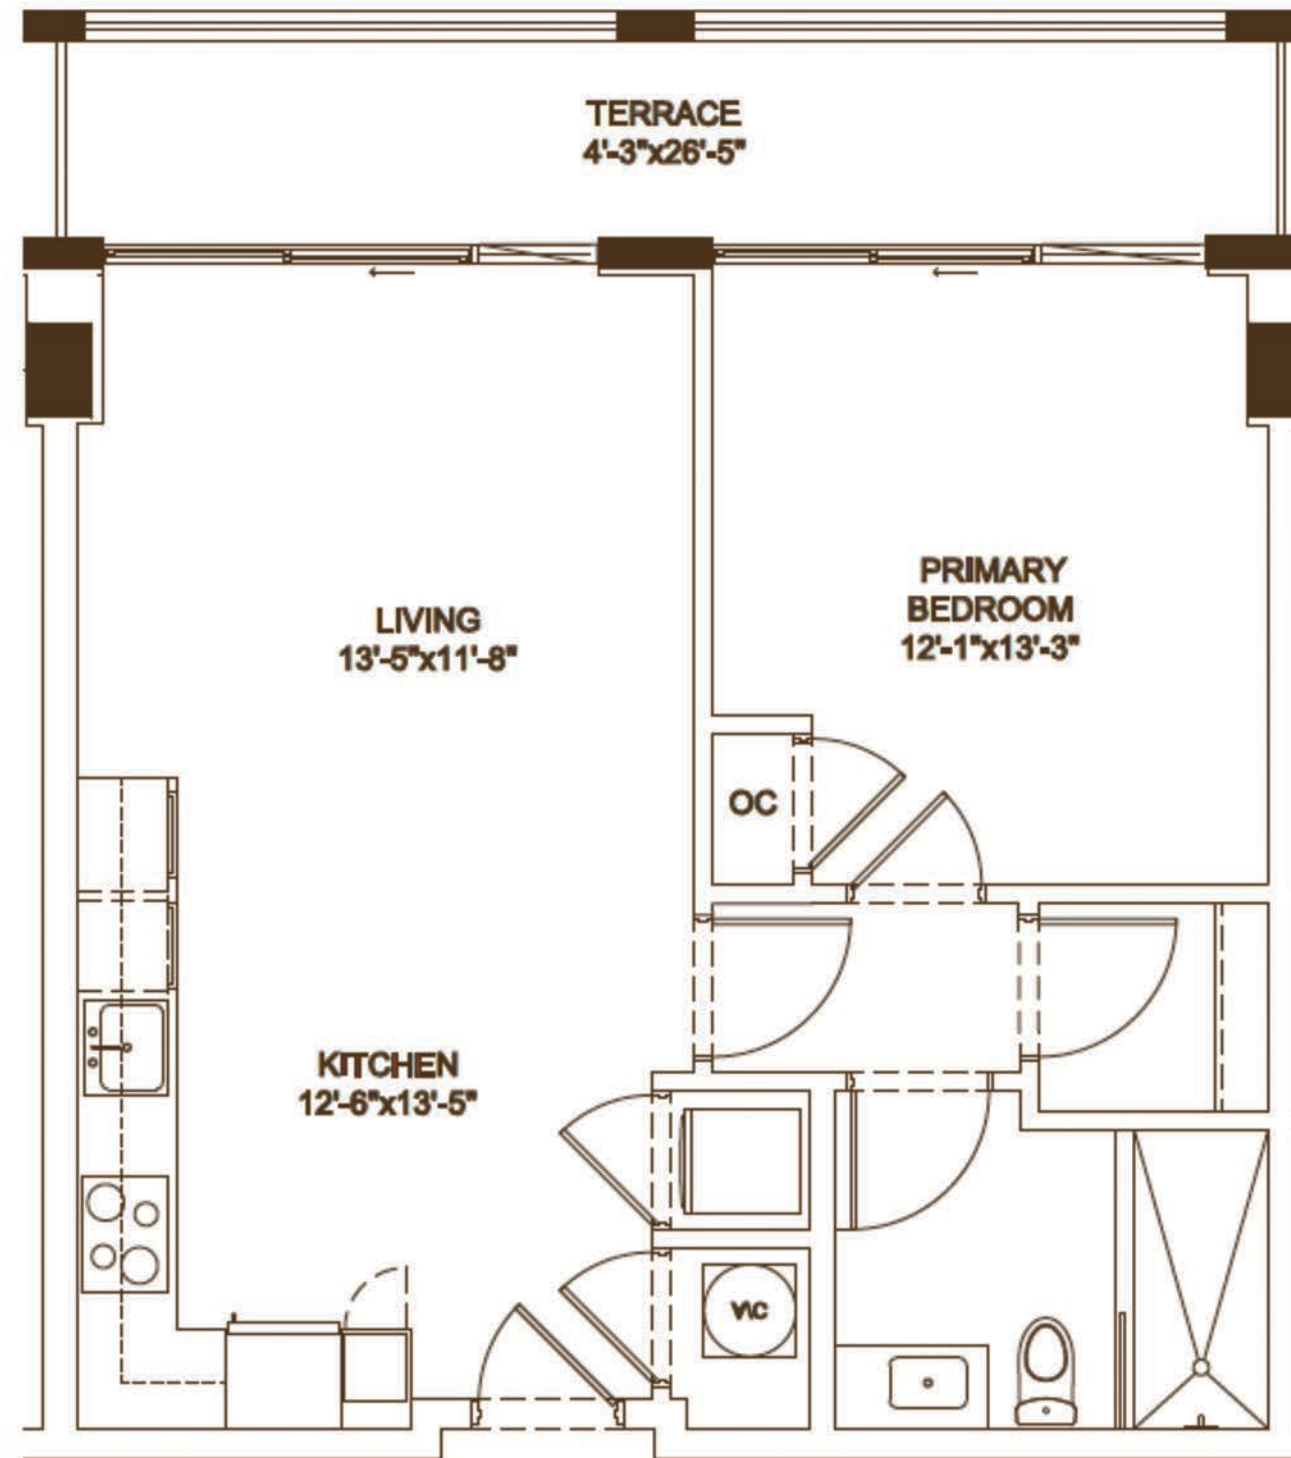 TERRACE
4'-3"x26'-5"
LIVING
13'-5"x11'-8"
PRIMARY
BEDROOM
12'-1"x13'-3"
OC
KITCHEN
12'-6"x13'-5"